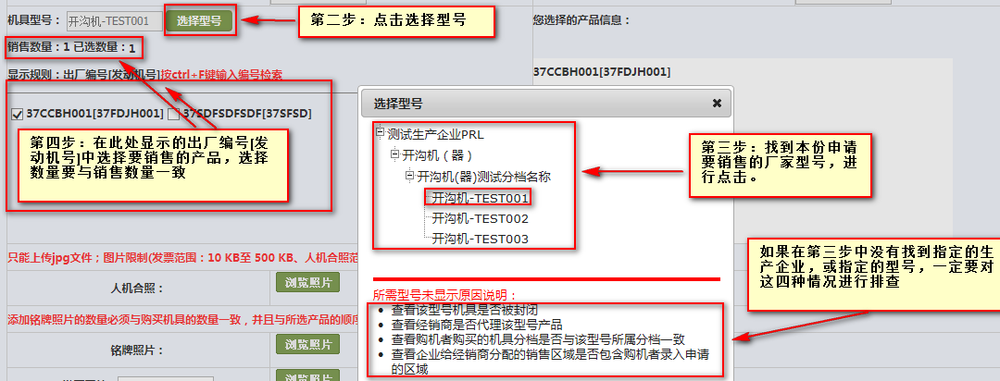 机具型号： 开沟机-TEST001 选择型号
第二步：点击选择型号
您选择的产品信息：
销售数量：1 已选数量：1
显示规则：出厂编号[发动机号]按ctrl+F键输入编号检索
37CCBH001[37FDJH001]
37CCBH001[37FDJH001] 37SDFSDFSDF[37SFSD]
第四步：在此处显示的出厂编号[发
动机号]中选择要销售的产品，选择
数量要与销售数量一致
选择型号
测试生产企业PRL
开沟机（器）
开沟机(器)测试分档名称
开沟机-TEST001
开沟机-TEST002
开沟机-TEST003
第三步：找到本份申请
要销售的厂家型号，进
行点击。
如果在第三步中没有找到指定的生
产企业，或指定的型号，一定要对
这四种情况进行排查
只能上传jpg文件；图片限制(发票范围：10 KB至 500 KB、人机合照范
人机合照： 浏览照片
添加铭牌照片的数量必须与购买机具的数量一致，并且与所选产品的顺序
铭牌照片： 浏览照片
浏览照片
所需型号未显示原因说明：
• 查看该型号机具是否被封闭
• 查看经销商是否代理该型号产品
• 查看购机者购买的机具分档是否与该型号所属分档一致
• 查看企业给经销商分配的销售区域是否包含购机者录入申请
的区域